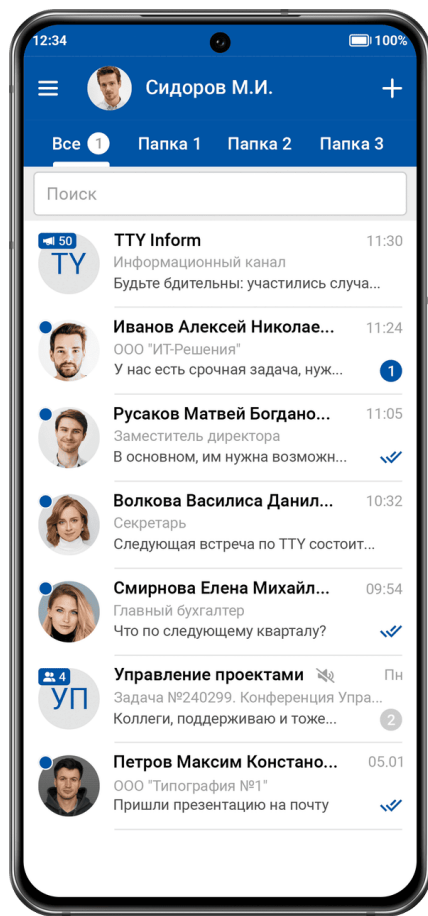 12:34
100%
Сидоров М.И.
Все 1 Папка 1 Папка 2 Папка 3
Поиск
50
TY
TTY Inform 11:30
Информационный канал
Будьте бдительны: участились случа...
Иванов Алексей Николае... 11:24
ООО "ИТ-Решения"
У нас есть срочная задача, нуж... 1
Русаков Матвей Богдано... 11:05
Заместитель директора
В основном, им нужна возможн...
Волкова Василиса Данил... 10:32
Секретарь
Следующая встреча по TTY состоит...
Смирнова Елена Михайл... 09:54
Главный бухгалтер
Что по следующему кварталу?
4
УП
Управление проектами Пн
Задача №240299. Конференция Упра...
Коллеги, поддерживаю и тоже... 2
Петров Максим Констано... 05.01
ООО "Типография №1"
Пришли презентацию на почту